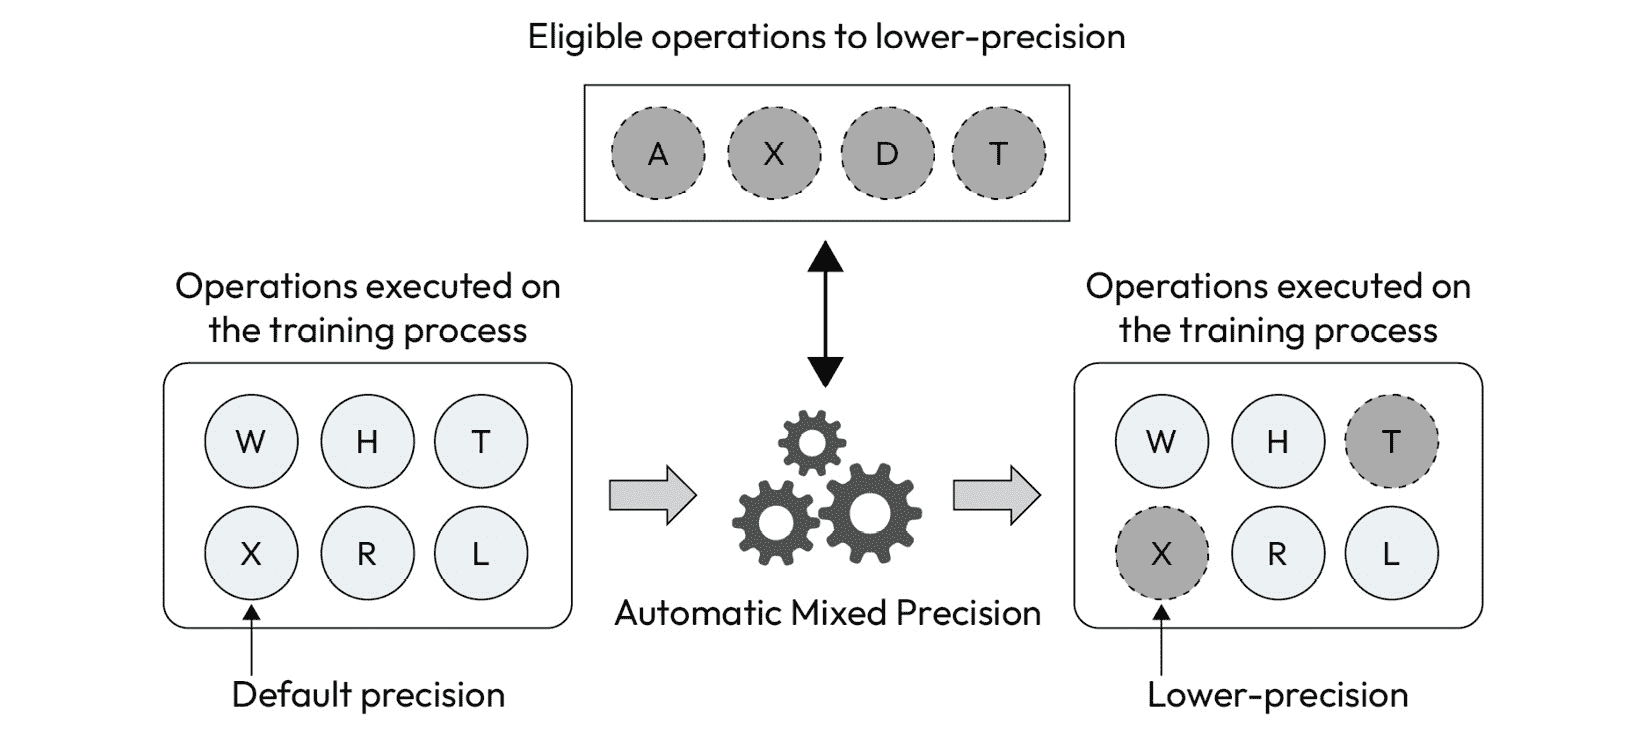 Eligible operations to lower-precision
A X D T
Operations executed on
the training process
W H T
X R L
Default precision
Automatic Mixed Precision
Operations executed on
the training process
W H T
X R L
Lower-precision